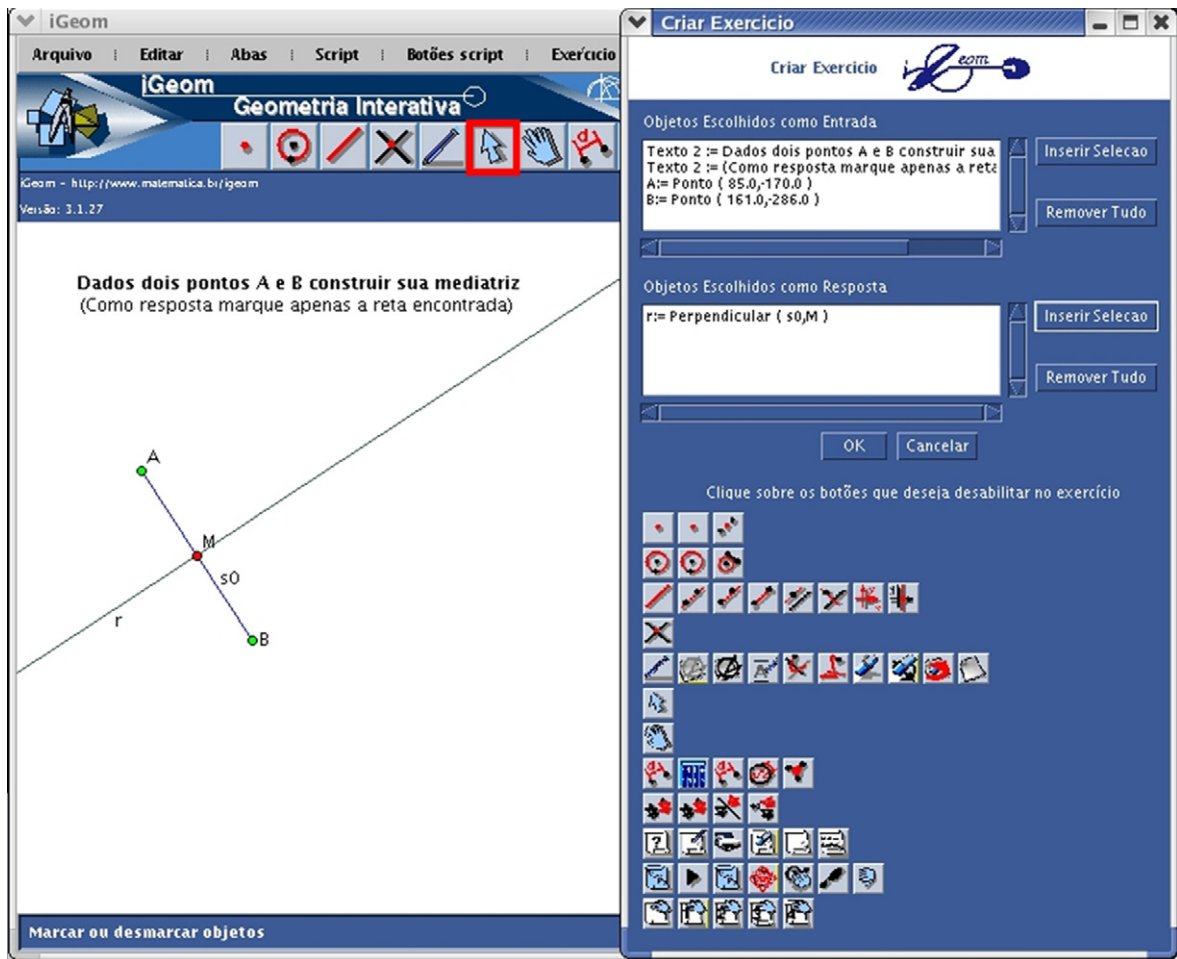 iGeom
Arquivo
Editar
Abas
Script
Botões script
Exercício
iGeom
Geometria Interativa
iGeom - http://www.matematica.br/igeom
Versão: 3.1.27
Dados dois pontos A e B construir sua mediatriz
(Como resposta marque apenas a reta encontrada)
A
M
s0
r
B
Marcar ou desmarcar objetos
Criar Exercicio
Criar Exercicio
iGeom
Objetos Escolhidos como Entrada
Texto 2 := Dados dois pontos A e B construir sua
Texto 2 := (Como resposta marque apenas a reta
A:= Ponto ( 85.0,-170.0 )
B:= Ponto ( 161.0,-286.0 )
Inserir Selecao
Remover Tudo
Objetos Escolhidos como Resposta
r:= Perpendicular ( s0,M )
Inserir Selecao
Remover Tudo
OK
Cancelar
Clique sobre os botões que deseja desabilitar no exercício